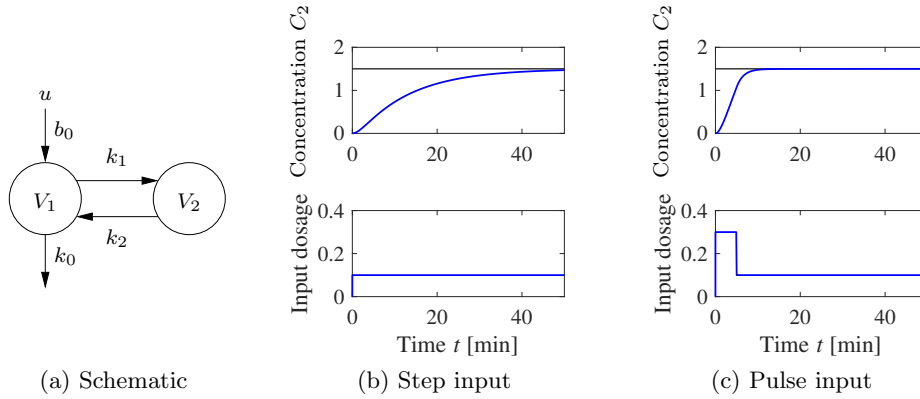 u
b₀
k₁
V₁
V₂
k₂
k₀
(a) Schematic
Concentration C₂
2
1
0
0
20
40
Input dosage
0.4
0.2
0
0
20
40
Time t [min]
(b) Step input
Concentration C₂
2
1
0
0
20
40
Input dosage
0.4
0.2
0
0
20
40
Time t [min]
(c) Pulse input